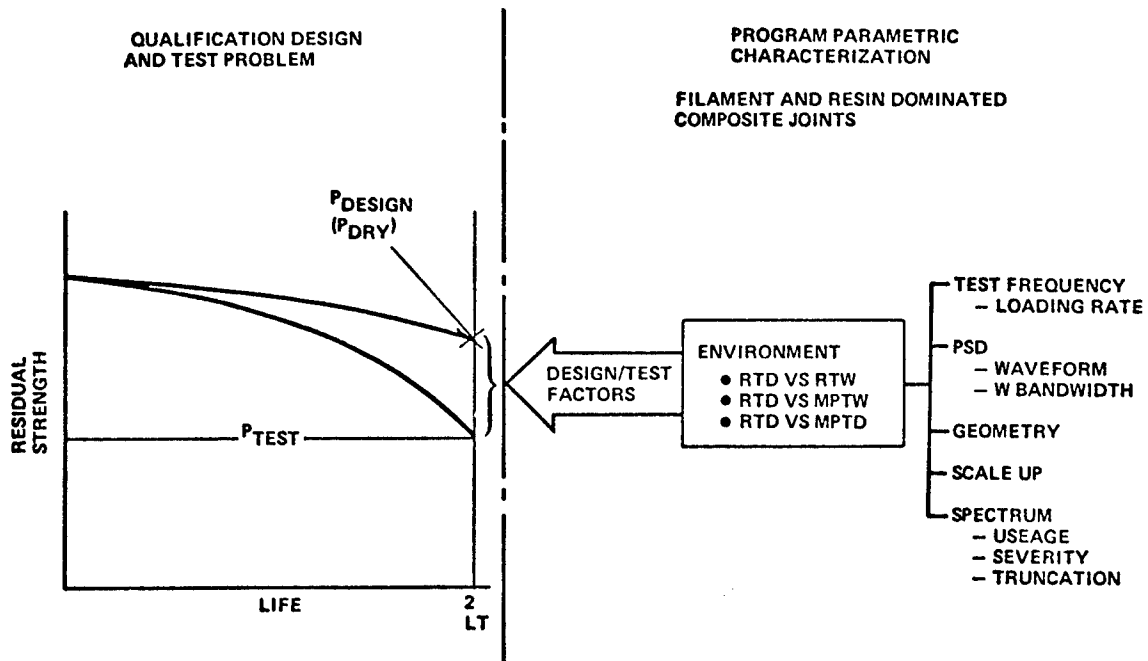 QUALIFICATION DESIGN
AND TEST PROBLEM
PROGRAM PARAMETRIC
CHARACTERIZATION
FILAMENT AND RESIN DOMINATED
COMPOSITE JOINTS
PDESIGN
(PDRY)
RESIDUAL
STRENGTH
PTEST
LIFE
2
LT
DESIGN/TEST
FACTORS
ENVIRONMENT
● RTD VS RTW
● RTD VS MPTW
● RTD VS MPTD
TEST FREQUENCY
– LOADING RATE
PSD
– WAVEFORM
– W BANDWIDTH
GEOMETRY
SCALE UP
SPECTRUM
– USEAGE
– SEVERITY
– TRUNCATION